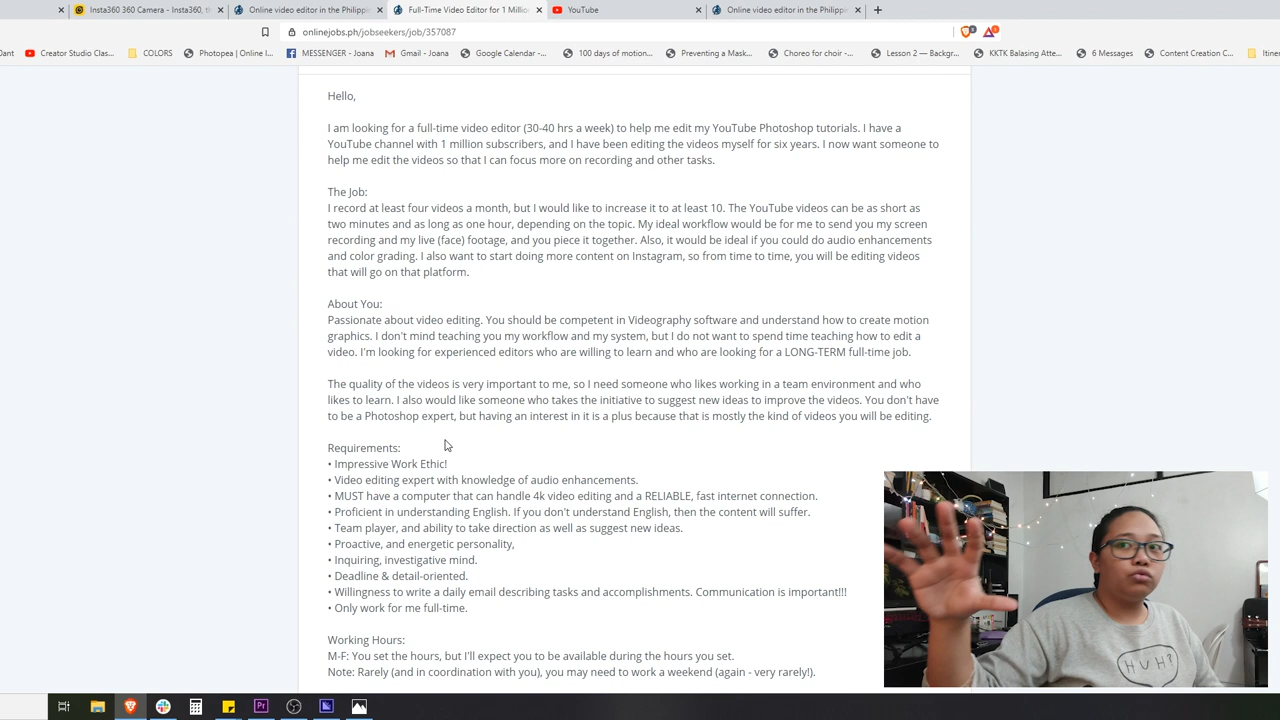 Insta360 360 Camera – Insta360, th
Online video editor in the Philippin
Full-Time Video Editor for 1 Millio
YouTube
Online video editor in the Philippin
onlinejobs.ph/jobseekers/job/357087
Dant
Creator Studio Clas...
COLORS
Photopea | Online I...
MESSENGER - Joana
Gmail - Joana
Google Calendar -...
100 days of motion...
Preventing a Mask...
Choreo for choir -...
Lesson 2 — Backgr...
KKTK Balasing Atte...
6 Messages
Content Creation C...
Itiner
Hello,
I am looking for a full-time video editor (30-40 hrs a week) to help me edit my YouTube Photoshop tutorials. I have a
YouTube channel with 1 million subscribers, and I have been editing the videos myself for six years. I now want someone to
help me edit the videos so that I can focus more on recording and other tasks.
The Job:
I record at least four videos a month, but I would like to increase it to at least 10. The YouTube videos can be as short as
two minutes and as long as one hour, depending on the topic. My ideal workflow would be for me to send you my screen
recording and my live (face) footage, and you piece it together. Also, it would be ideal if you could do audio enhancements
and color grading. I also want to start doing more content on Instagram, so from time to time, you will be editing videos
that will go on that platform.
About You:
Passionate about video editing. You should be competent in Videography software and understand how to create motion
graphics. I don't mind teaching you my workflow and my system, but I do not want to spend time teaching how to edit a
video. I'm looking for experienced editors who are willing to learn and who are looking for a LONG-TERM full-time job.
The quality of the videos is very important to me, so I need someone who likes working in a team environment and who
likes to learn. I also would like someone who takes the initiative to suggest new ideas to improve the videos. You don't have
to be a Photoshop expert, but having an interest in it is a plus because that is mostly the kind of videos you will be editing.
Requirements:
• Impressive Work Ethic!
• Video editing expert with knowledge of audio enhancements.
• MUST have a computer that can handle 4k video editing and a RELIABLE, fast internet connection.
• Proficient in understanding English. If you don't understand English, then the content will suffer.
• Team player, and ability to take direction as well as suggest new ideas.
• Proactive, and energetic personality,
• Inquiring, investigative mind.
• Deadline & detail-oriented.
• Willingness to write a daily email describing tasks and accomplishments. Communication is important!!!
• Only work for me full-time.
Working Hours:
M-F: You set the hours, but I'll expect you to be available during the hours you set.
Note: Rarely (and in coordination with you), you may need to work a weekend (again - very rarely!).
HUH?
Pr